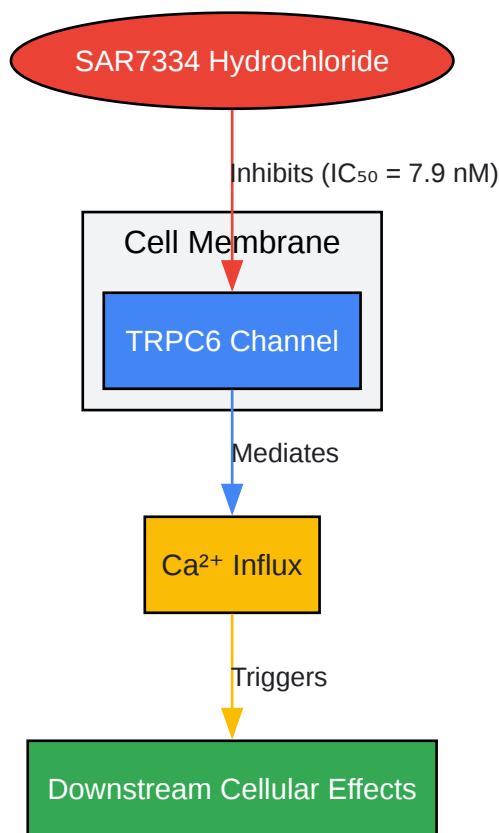 SAR7334 Hydrochloride
Inhibits (IC₅₀ = 7.9 nM)
Cell Membrane
TRPC6 Channel
Mediates
Ca²⁺ Influx
Triggers
Downstream Cellular Effects